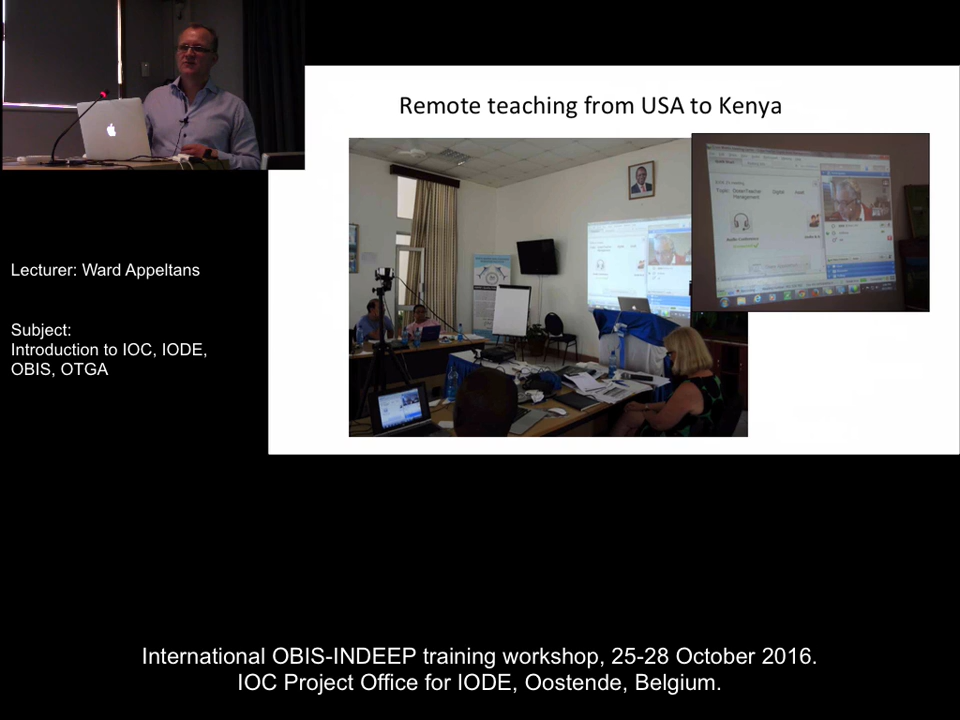 Remote teaching from USA to Kenya
Lecturer: Ward Appeltans
Subject:
Introduction to IOC, IODE,
OBIS, OTGA
International OBIS-INDEEP training workshop, 25-28 October 2016.
IOC Project Office for IODE, Oostende, Belgium.